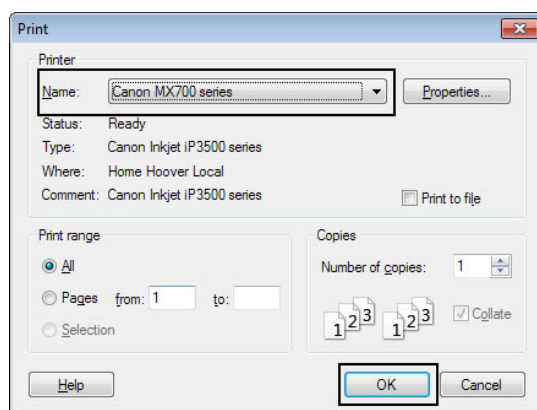 Print
Printer
Name: Canon MX700 series Properties...
Status: Ready
Type: Canon Inkjet iP3500 series
Where: Home Hoover Local
Comment: Canon Inkjet iP3500 series Print to file
Print range
All
Pages from: 1 to:
Selection
Copies
Number of copies: 1
1 2 3 1 2 3 Collate
Help OK Cancel